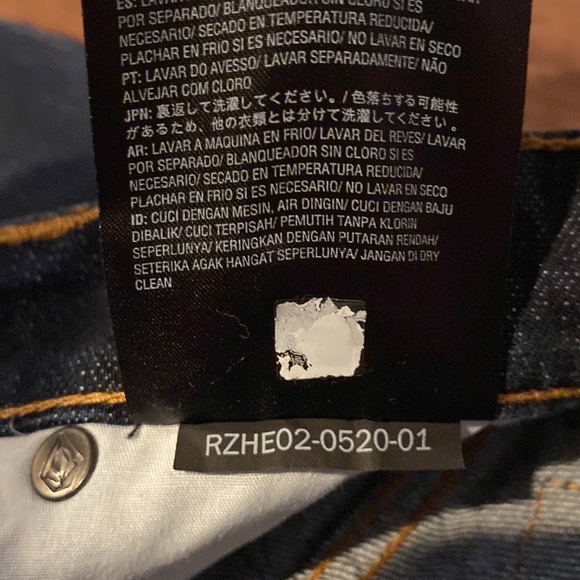 ES: LAVAR
POR SEPARADO/ BLANQUEADOR SIN CLORO SI ES
NECESARIO/ SECADO EN TEMPERATURA REDUCIDA/
PLACHAR EN FRIO SI ES NECESARIO/ NO LAVAR EN SECO
PT: LAVAR DO AVESSO/ LAVAR SEPARADAMENTE/ NÃO
ALVEJAR COM CLORO
JPN: 裏返して洗濯してください。/ 色落ちする可能性
があるため、他の衣類とは分けて洗濯してください 。
AR: LAVAR A MAQUINA EN FRIO/ LAVAR DEL REVES/ LAVAR
POR SEPARADO/ BLANQUEADOR SIN CLORO SI ES
NECESARIO/ SECADO EN TEMPERATURA REDUCIDA/
PLACHAR EN FRIO SI ES NECESARIO/ NO LAVAR EN SECO
ID: CUCI DENGAN MESIN, AIR DINGIN/ CUCI DENGAN BAJU
DIBALIK/ CUCI TERPISAH/ PEMUTIH TANPA KLORIN
SEPERLUNYA/ KERINGKAN DENGAN PUTARAN RENDAH/
SETERIKA AGAK HANGAT SEPERLUNYA/ JANGAN DI DRY
CLEAN
RZHE02-0520-01